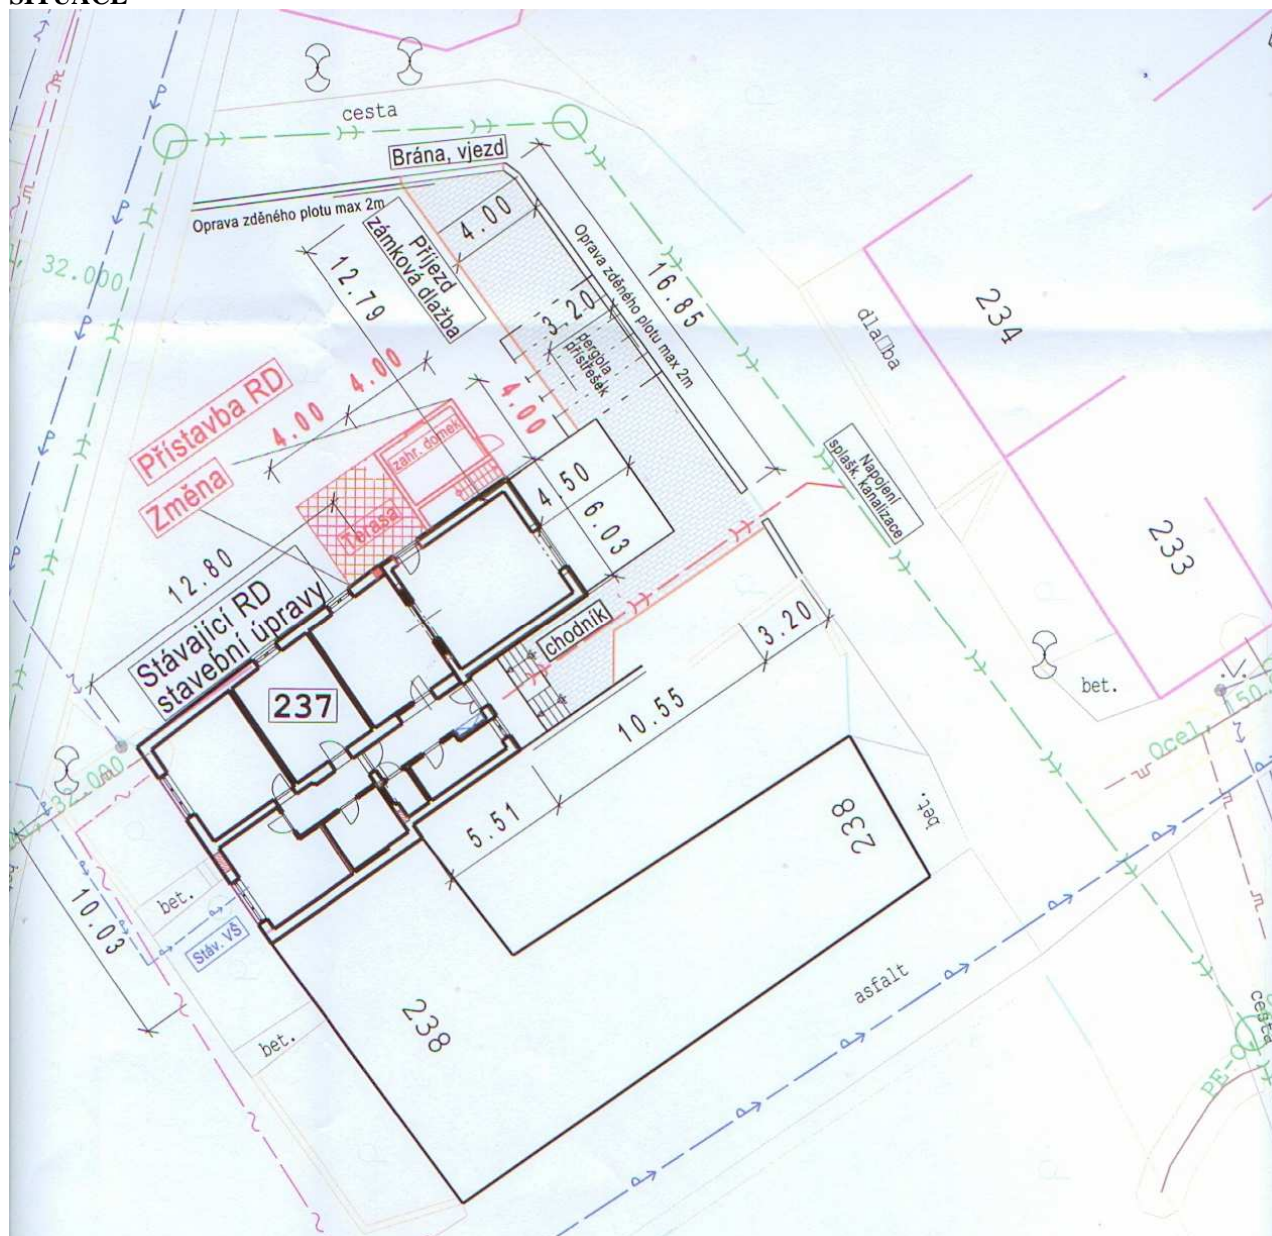 SITUACE
cesta
Brána, vjezd
Oprava zděného plotu max 2m
4.00
Příjezd
zámková dlažba
Oprava zděného plotu max 2m
16.85
32.000
12.79
3,20
pergola
přístřešek
234
dla□ba
4.00
4.00
4.00
Přístavba RD
Změna
zahr. domek
Terasa
Napojení
splašk. kanalizace
4.50
6.03
233
12.80
Stávající RD
stavební úpravy
chodník
3.20
237
bet.
10.55
Ocel,
150.
32.000
5.51
238
bet.
10.03
bet.
Stáv. VŠ
asfalt
238
bet.
cesta
PE-